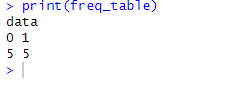 > print(freq_table)
data
0 1
5 5
>